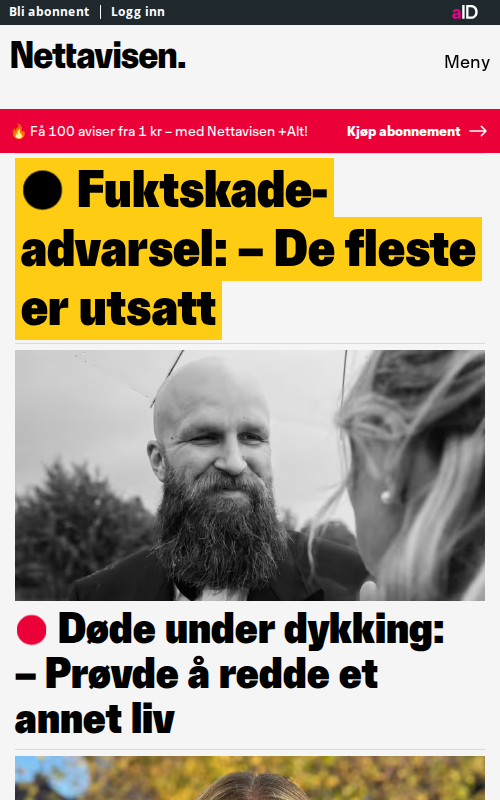 Bli abonnent | Logg inn
aID
Nettavisen.
Meny
🔥 Få 100 aviser fra 1 kr – med Nettavisen +Alt!
Kjøp abonnement →
Fuktskade-
advarsel: – De fleste
er utsatt
Døde under dykking:
– Prøvde å redde et
annet liv